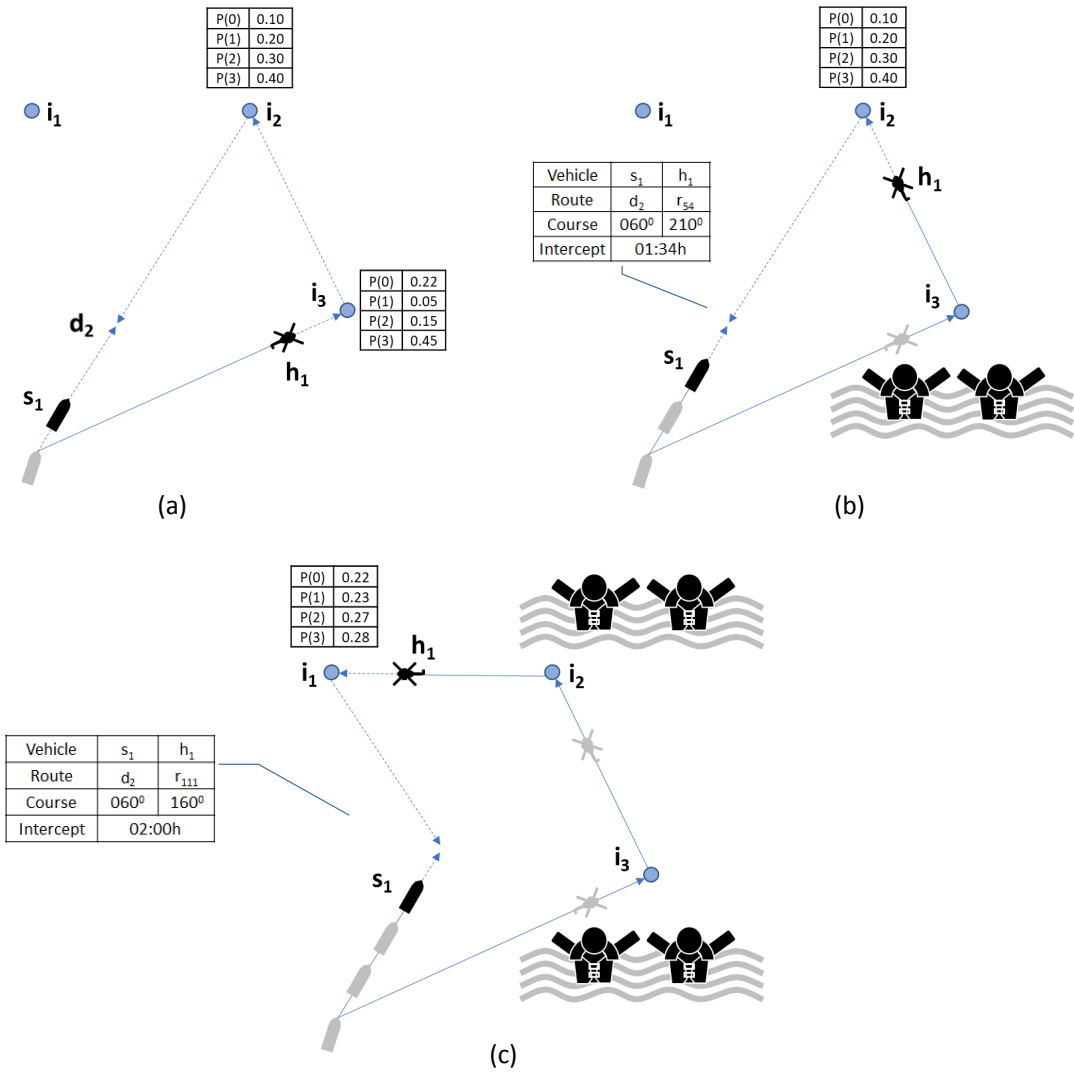 P(0) 0.10
P(1) 0.20
P(2) 0.30
P(3) 0.40
i₁
i₂
P(0) 0.22
P(1) 0.05
P(2) 0.15
P(3) 0.45
i₃
d₂
h₁
s₁
(a)
P(0) 0.10
P(1) 0.20
P(2) 0.30
P(3) 0.40
i₁
i₂
Vehicle s₁ h₁
Route d₂ r₅₄
Course 060⁰ 210⁰
Intercept 01:34h
h₁
i₃
s₁
(b)
P(0) 0.22
P(1) 0.23
P(2) 0.27
P(3) 0.28
h₁
i₁
i₂
Vehicle s₁ h₁
Route d₂ r₁₁₁
Course 060⁰ 160⁰
Intercept 02:00h
i₃
s₁
(c)